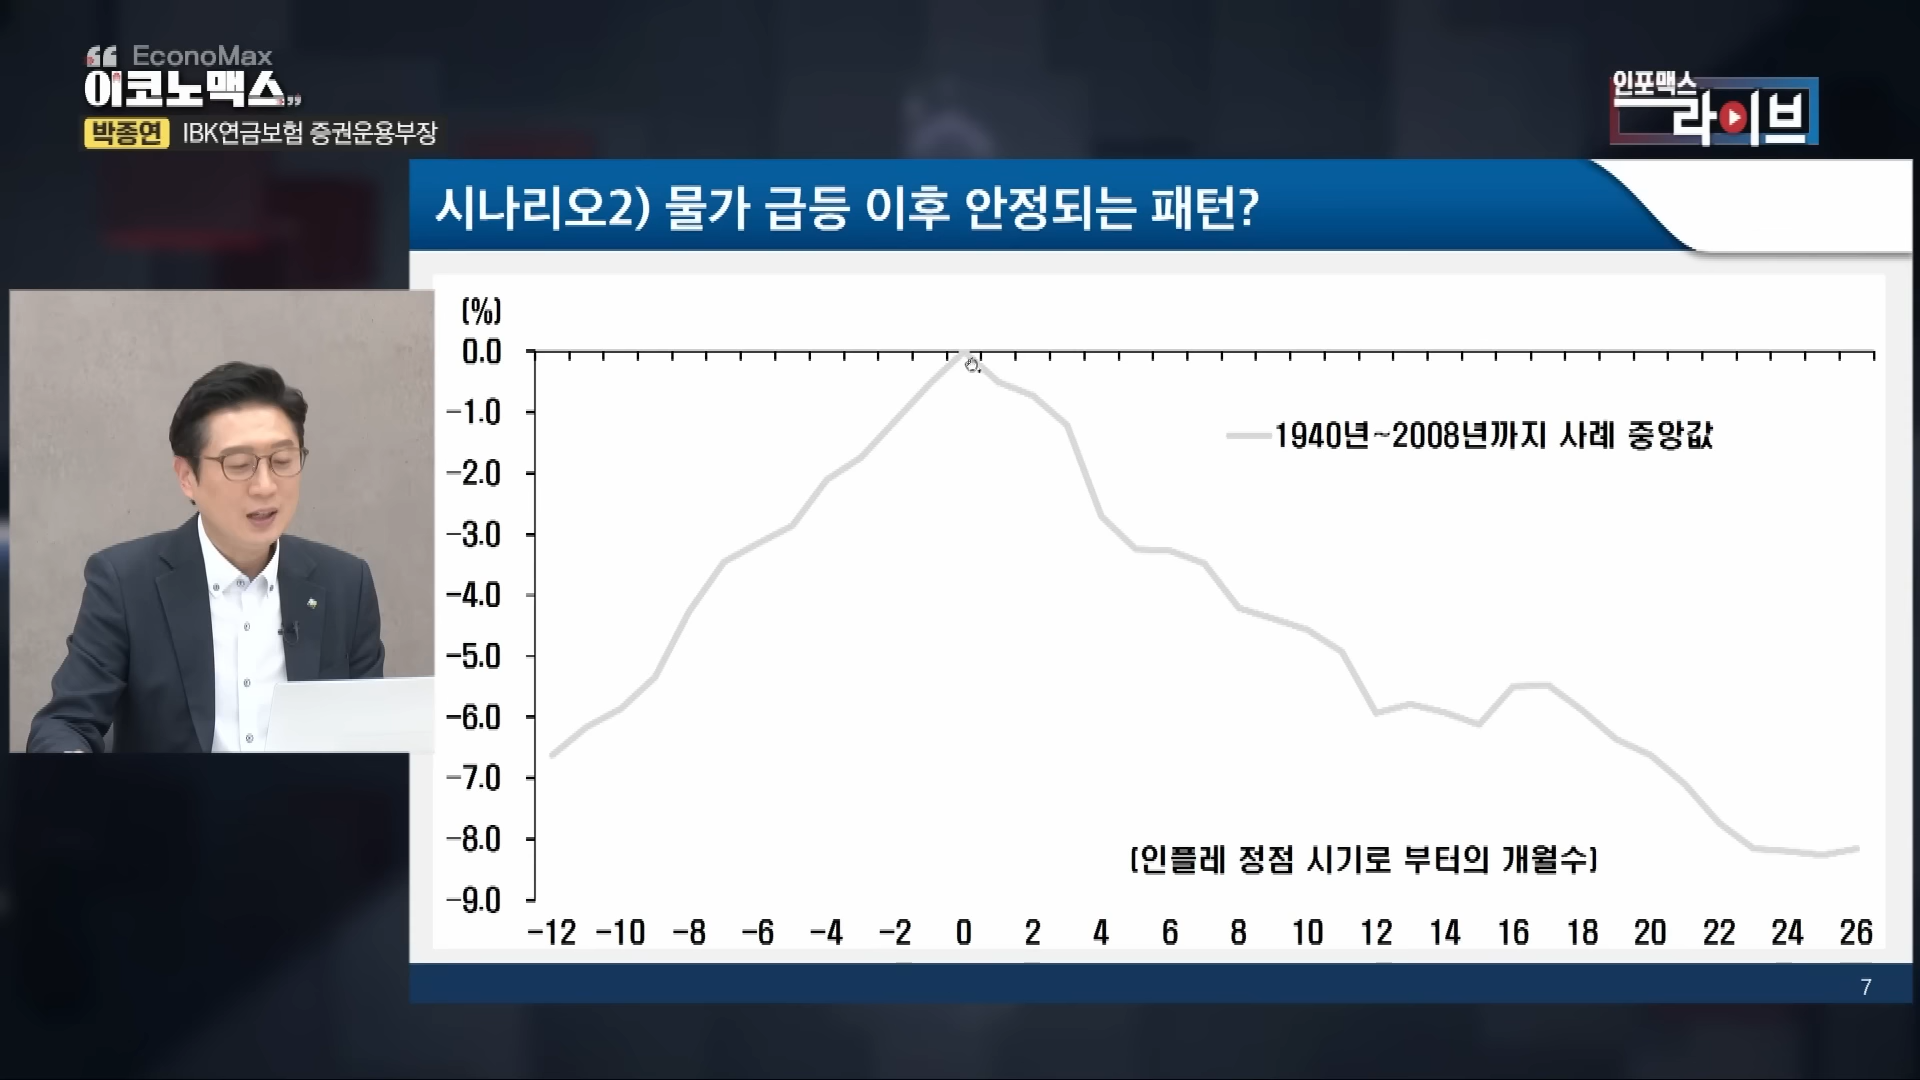 “ EconoMax
이코노맥스 ”
박종연 IBK연금보험 증권운용부장
인포맥스
라이브
시나리오2) 물가 급등 이후 안정되는 패턴?
(%)
0.0
-1.0
-2.0
-3.0
-4.0
-5.0
-6.0
-7.0
-8.0
-9.0
1940년~2008년까지 사례 중앙값
(인플레 정점 시기로 부터의 개월수)
-12 -10 -8 -6 -4 -2 0 2 4 6 8 10 12 14 16 18 20 22 24 26
7